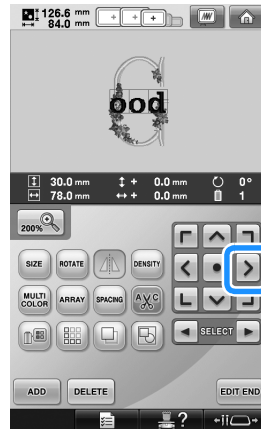 126.6 mm
84.0 mm
G
ood
30.0 mm + 0.0 mm 0°
78.0 mm + 0.0 mm 1
200%
SIZE ROTATE DENSITY
MULTI COLOR ARRAY SPACING AVC
SELECT
ADD DELETE EDIT END
?